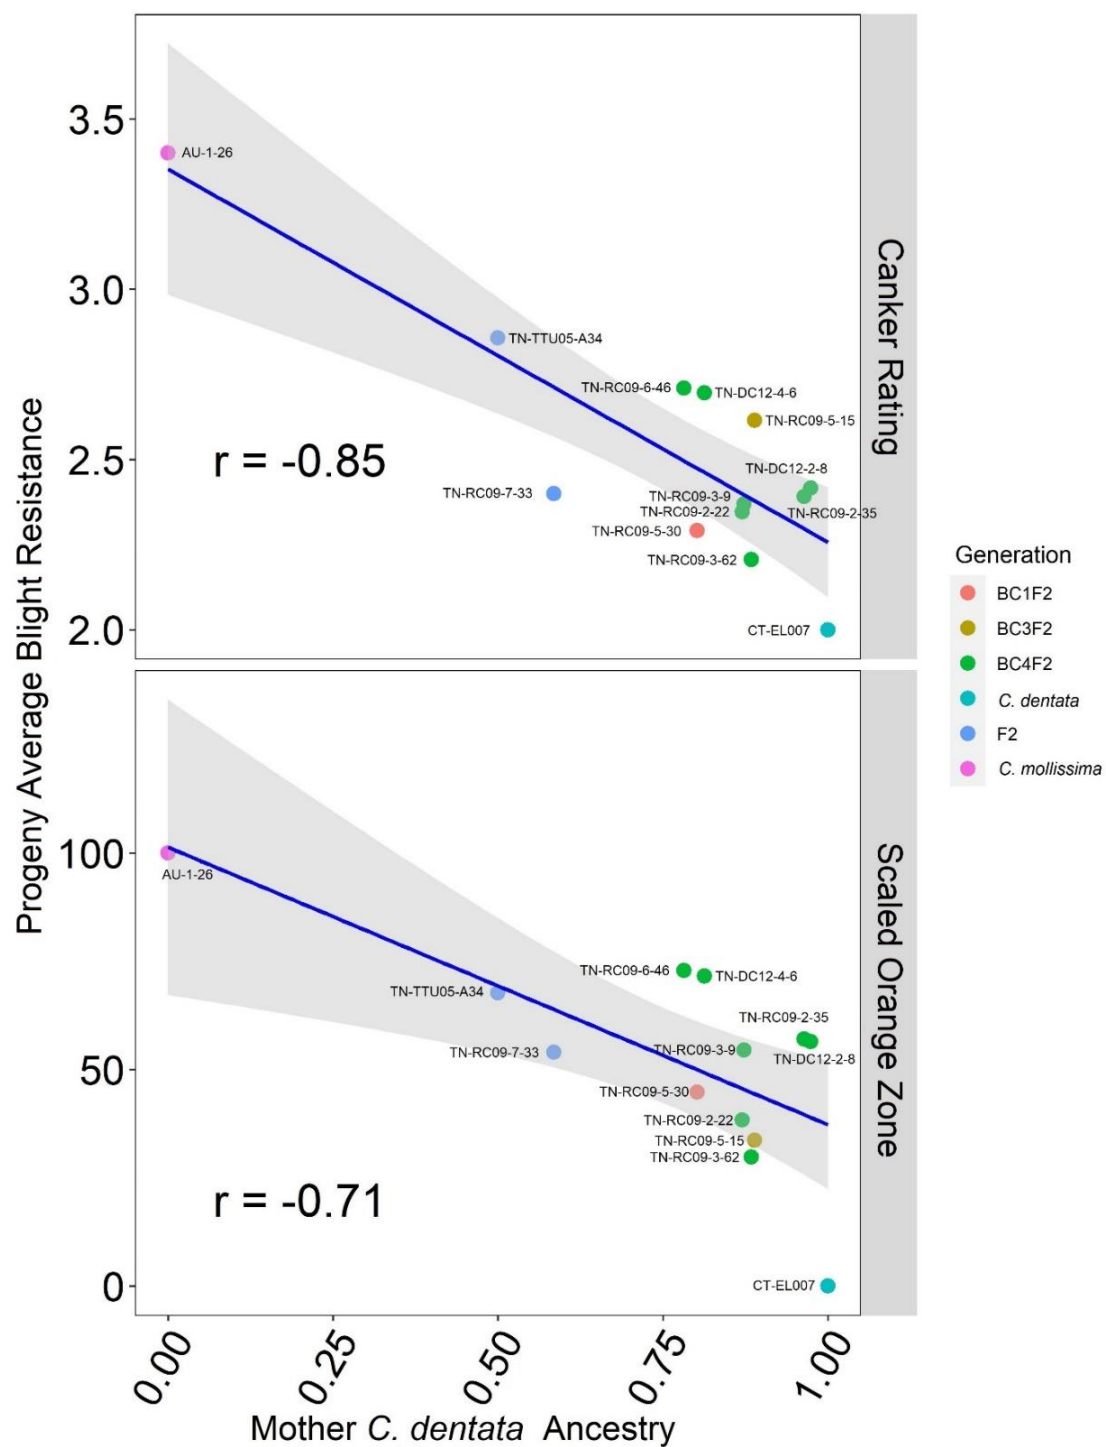 Progeny Average Blight Resistance
3.5
3.0
2.5
2.0
AU-1-26
TN-TTU05-A34
TN-RC09-6-46
TN-DC12-4-6
TN-RC09-5-15
TN-DC12-2-8
TN-RC09-7-33
TN-RC09-3-9
TN-RC09-2-22
TN-RC09-2-35
TN-RC09-5-30
TN-RC09-3-62
CT-EL007
r = -0.85
Canker Rating
100
50
0
AU-1-26
TN-RC09-6-46
TN-DC12-4-6
TN-TTU05-A34
TN-RC09-2-35
TN-RC09-7-33
TN-RC09-3-9
TN-DC12-2-8
TN-RC09-5-30
TN-RC09-2-22
TN-RC09-5-15
TN-RC09-3-62
CT-EL007
r = -0.71
Scaled Orange Zone
0.00
0.25
0.50
0.75
1.00
Mother C. dentata Ancestry
Generation
BC1F2
BC3F2
BC4F2
C. dentata
F2
C. mollissima